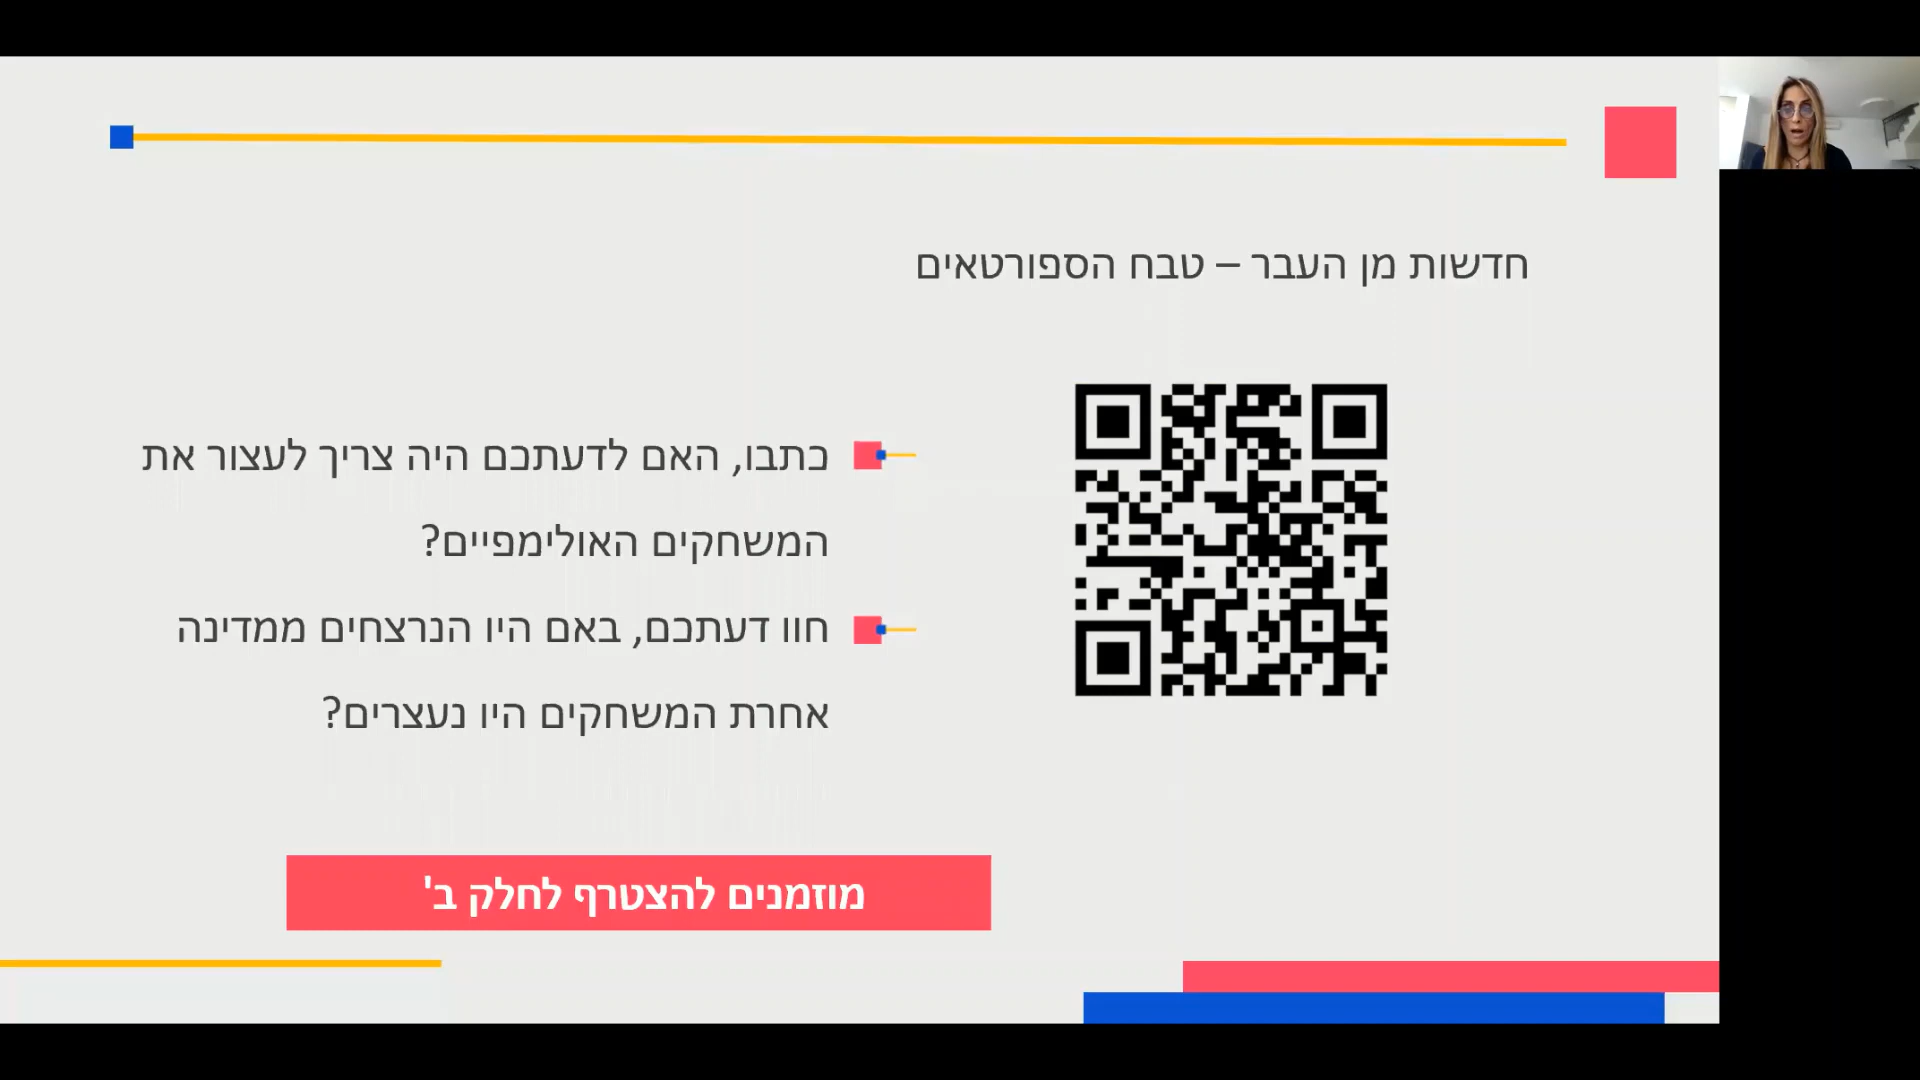 חדשות מן העבר – טבח הספורטאים
כתבו, האם לדעתכם היה צריך לעצור את
המשחקים האולימפיים?
חוו דעתכם, באם היו הנרצחים ממדינה
אחרת המשחקים היו נעצרים?
מוזמנים להצטרף לחלק ב'